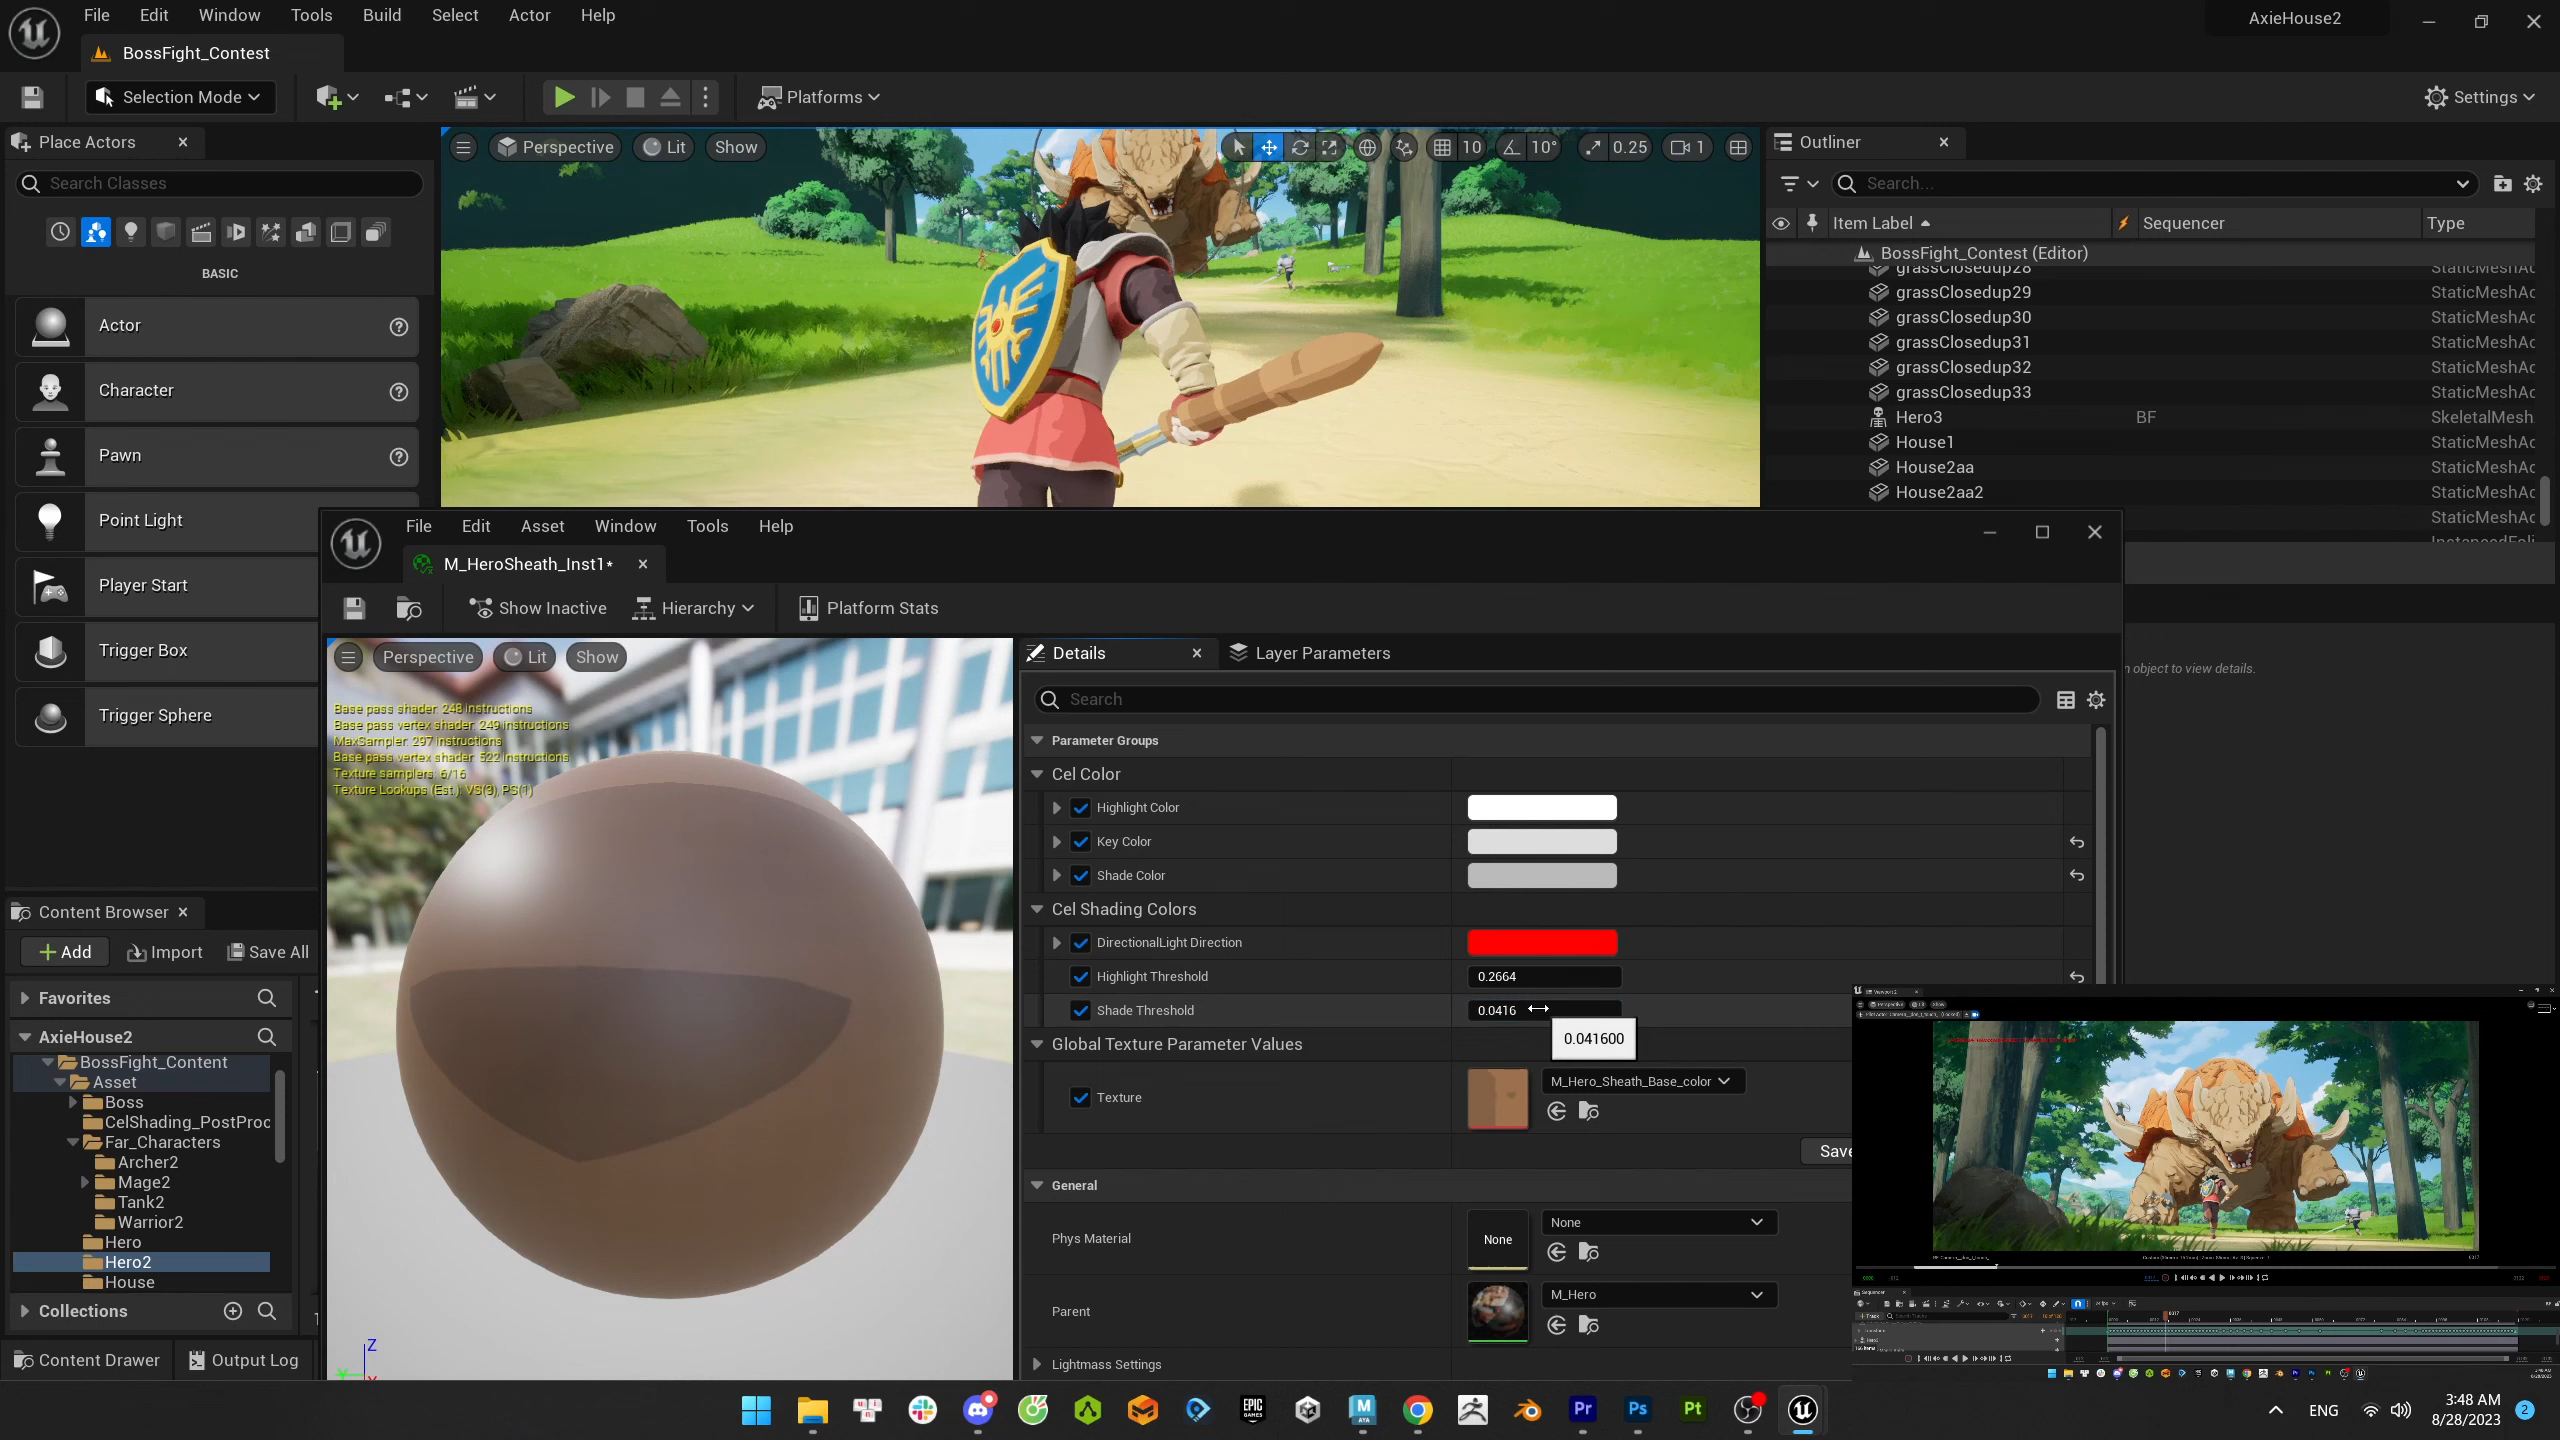 File Edit Window Tools Build Select Actor Help
AxieHouse2
BossFight_Contest
Selection Mode
Platforms
Settings
Place Actors
Perspective Lit Show
10 10° 0.25 1
Outliner
Search Classes
Search...
Item Label Sequencer Type
BASIC
BossFight_Contest (Editor)
grassClosedup28 StaticMeshAc
grassClosedup29 StaticMeshAc
grassClosedup30 StaticMeshAc
grassClosedup31 StaticMeshAc
grassClosedup32 StaticMeshAc
grassClosedup33 StaticMeshAc
Hero3 BF SkeletalMesh
House1 StaticMeshAc
House2aa StaticMeshAc
House2aa2 StaticMeshAc
StaticMeshAc
Actor
Character
Pawn
Point Light
Player Start
Trigger Box
Trigger Sphere
File Edit Asset Window Tools Help
M_HeroSheath_Inst1*
Show Inactive Hierarchy Platform Stats
Perspective Lit Show
Base pass shader: 248 instructions
Base pass vertex shader: 249 instructions
MaxSampler: 297 instructions
Base pass vertex shader: 522 instructions
Texture samplers: 6/16
Texture Lookups (Est.): VS(3), PS(1)
Details Layer Parameters
n object to view details.
Search
Parameter Groups
Cel Color
Highlight Color
Key Color
Shade Color
Cel Shading Colors
DirectionalLight Direction
Highlight Threshold 0.2664
Shade Threshold 0.0416
0.041600
Global Texture Parameter Values
Texture M_Hero_Sheath_Base_color
Save
General
Phys Material None None
Parent M_Hero
Lightmass Settings
Z
Content Browser
Add Import Save All
Favorites
AxieHouse2
BossFight_Content
Asset
Boss
CelShading_PostProc
Far_Characters
Archer2
Mage2
Tank2
Warrior2
Hero
Hero2
House
Collections
Content Drawer Output Log
EPIC GAMES
M
Pr
Ps
Pt
ENG
3:48 AM
8/28/2023
2